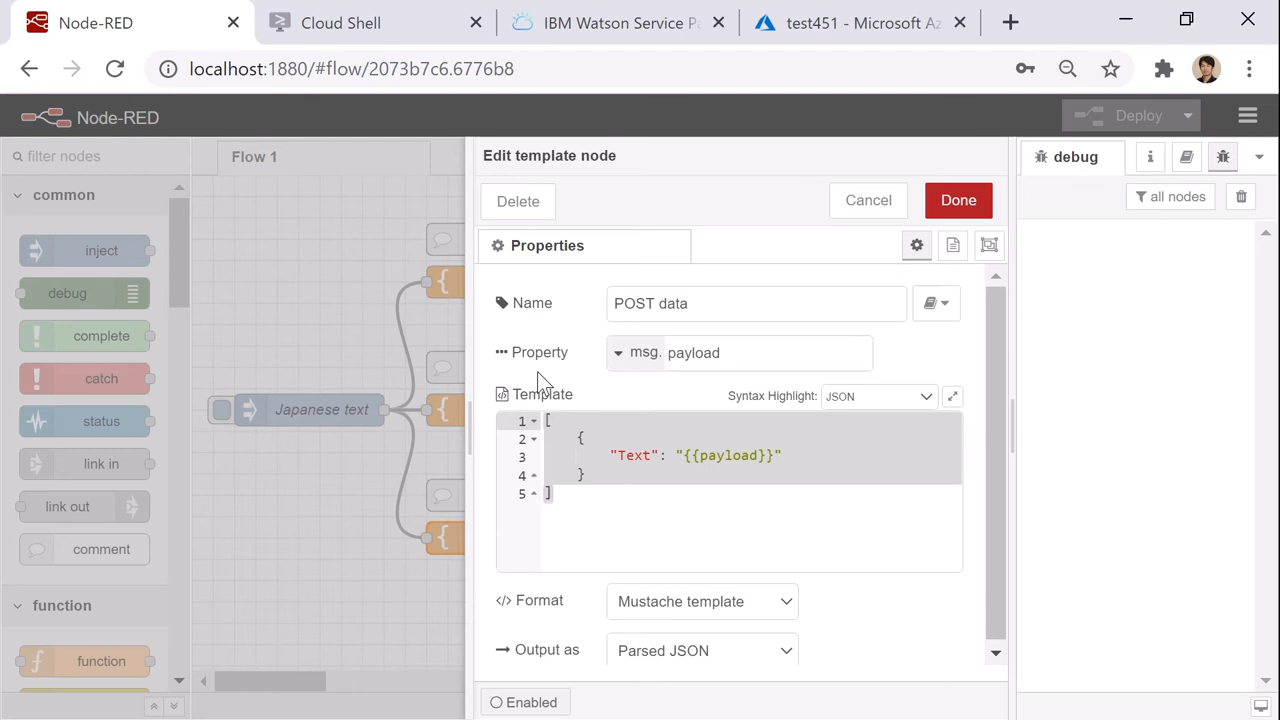 Node-RED
Cloud Shell
IBM Watson Service Pa
test451 - Microsoft Az
localhost:1880/#flow/2073b7c6.6776b8
Node-RED
Deploy
filter nodes
Flow 1
Edit template node
debug
i
Delete
Cancel
Done
all nodes
common
Properties
inject
debug
complete
catch
status
link in
link out
comment
function
function
Japanese text
Name
POST data
Property
msg. payload
Template
Syntax Highlight: JSON
1 [
2 {
3 "Text": "{{payload}}"
4 }
5 ]
</> Format
Mustache template
Output as
Parsed JSON
Enabled